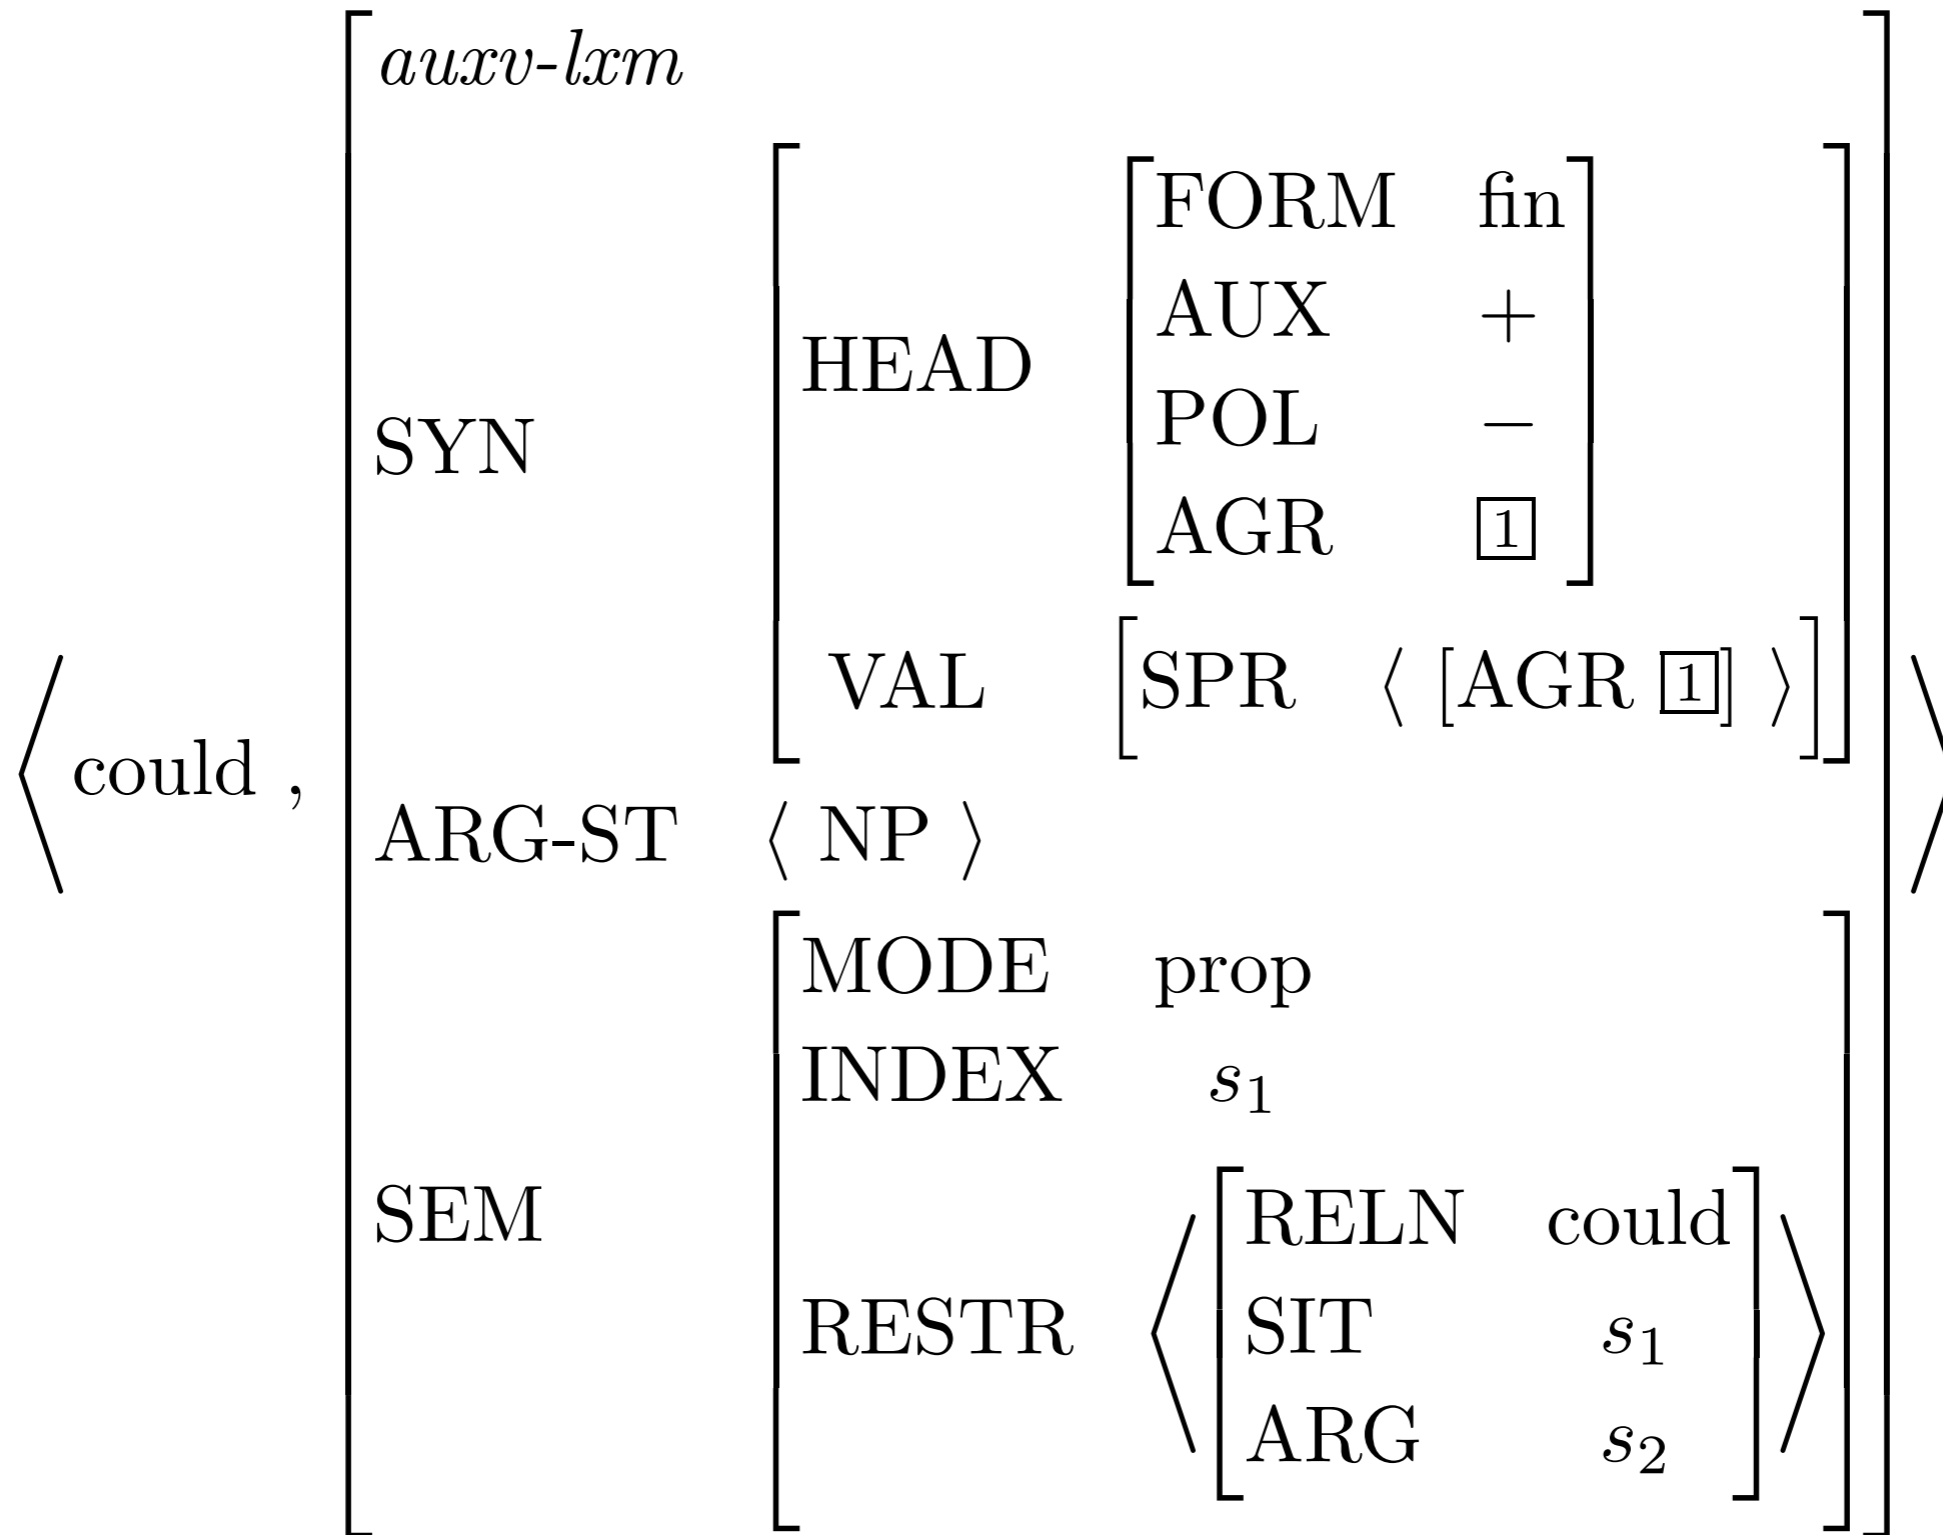 auxv-lxm
FORM fin
AUX +
HEAD
POL −
SYN
AGR 1
VAL [SPR ⟨ [AGR 1] ⟩]
⟨ could ,
ARG-ST ⟨ NP ⟩
MODE prop
INDEX s1
SEM
RELN could
RESTR ⟨ SIT s1 ⟩
ARG s2